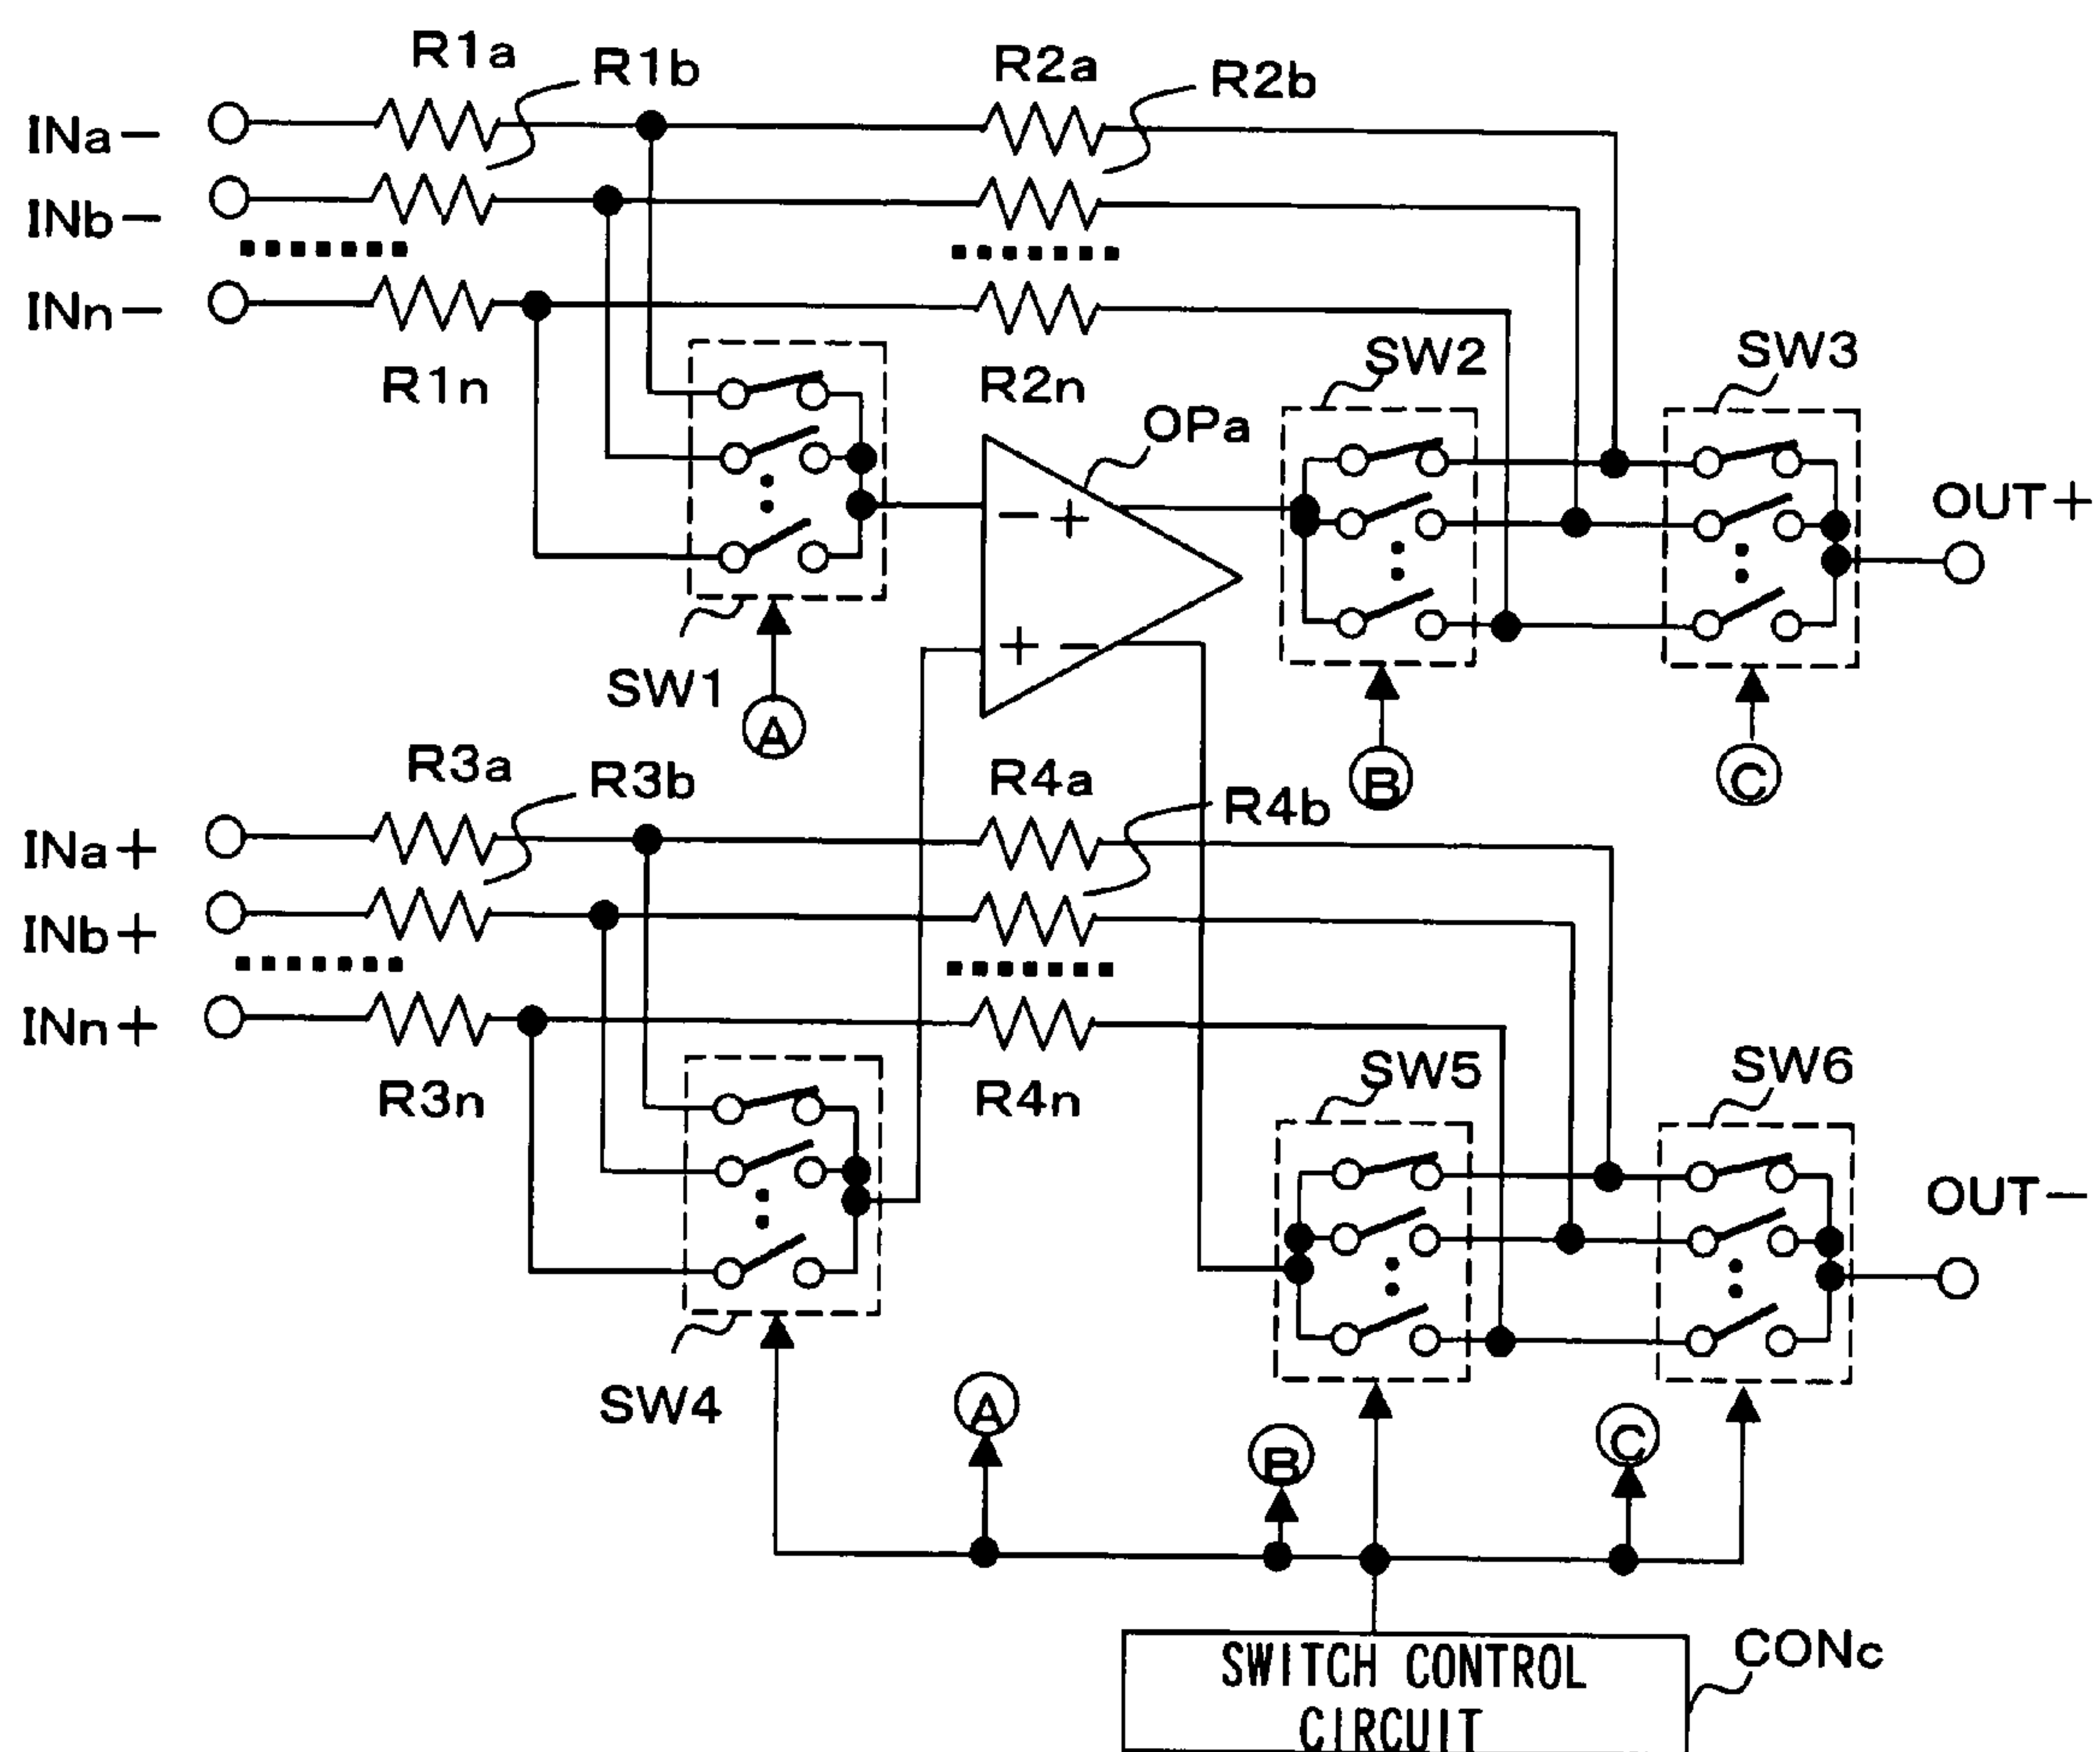 R1a
R1b
R2a
R2b
INa−
INb−
INn−
R1n
R2n
SW1
OPa
SW2
SW3
OUT+
− +
+ −
A
B
C
R3a
R3b
R4a
R4b
INa+
INb+
INn+
R3n
R4n
SW4
SW5
SW6
OUT−
A
B
C
SWITCH CONTROL
CIRCUIT
CONc